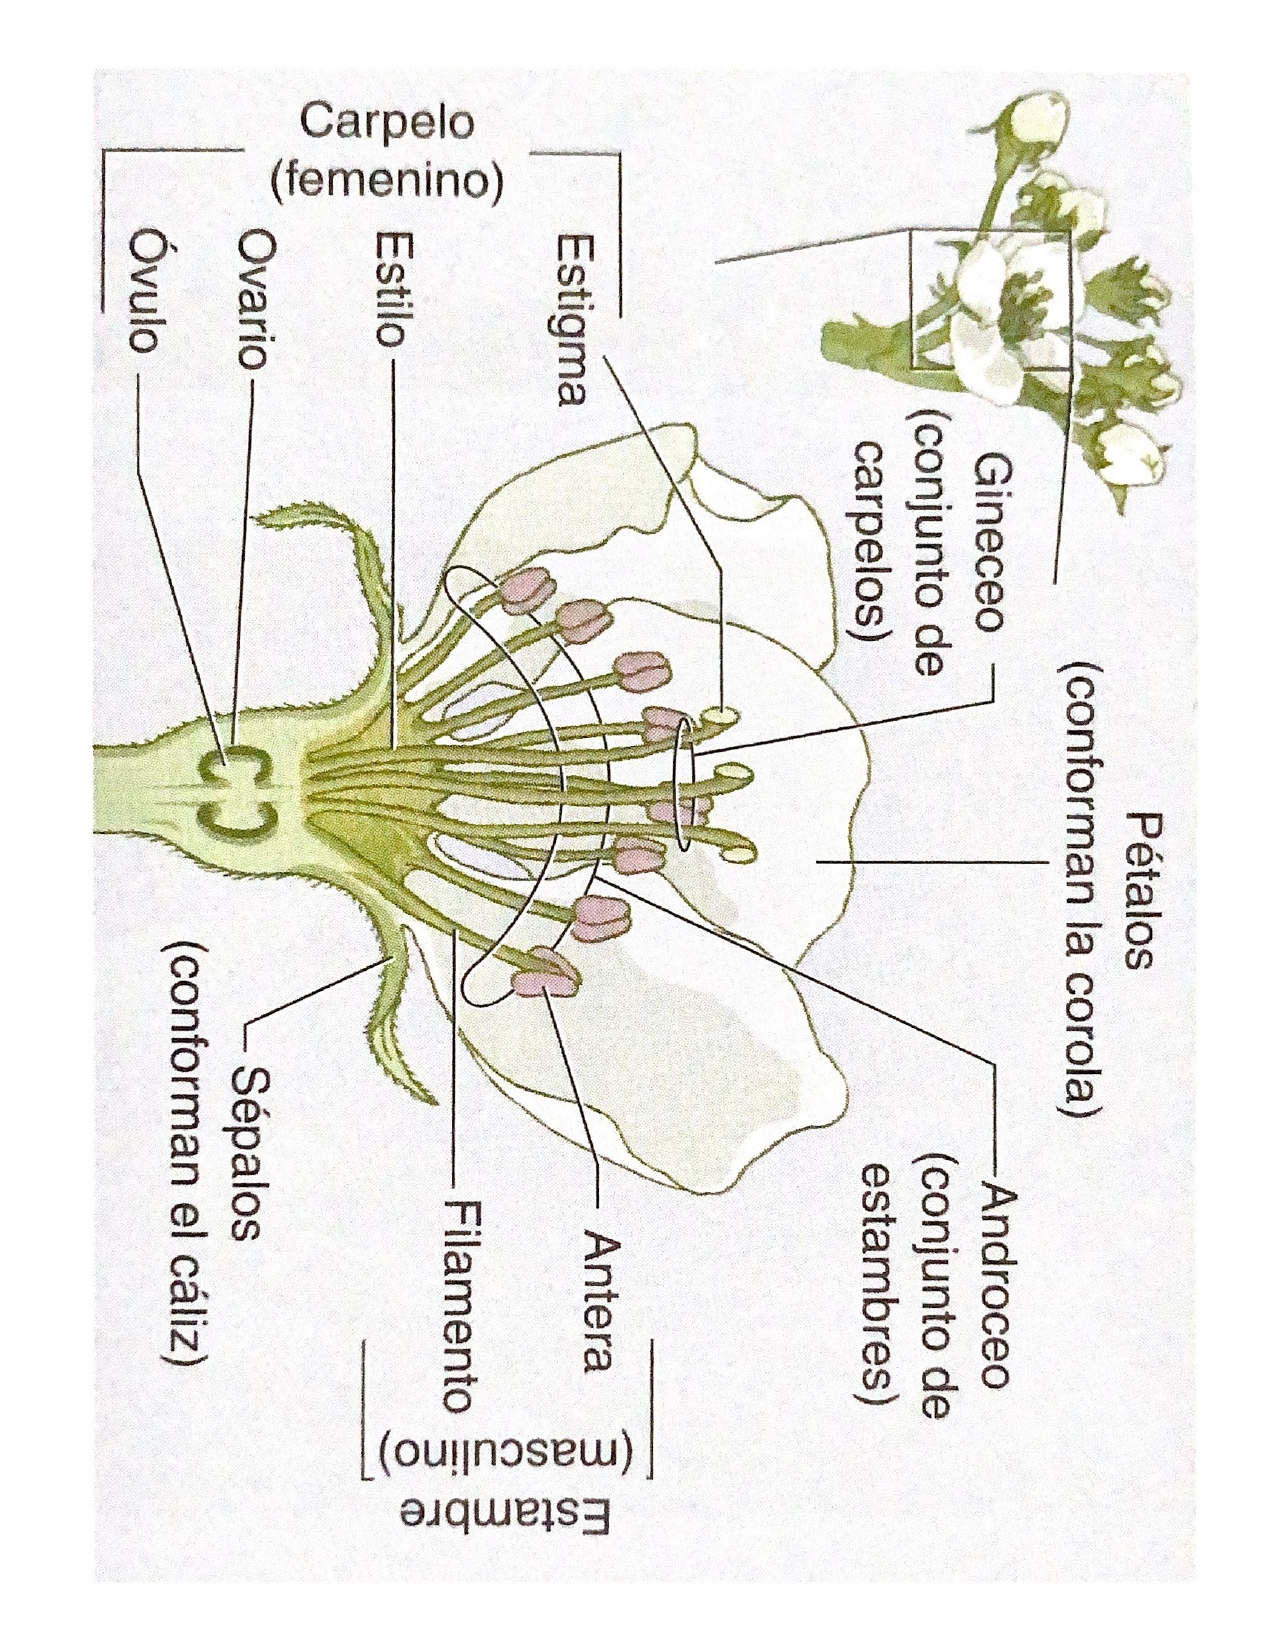 Pétalos
(conforman la corola)
Gineceo
(conjunto de
carpelos)
Androceo
(conjunto de
estambres)
Carpelo
(femenino)
Estigma
Estilo
Ovario
Óvulo
Antera
Filamento
Estambre
(masculino)
Sépalos
(conforman el cáliz)